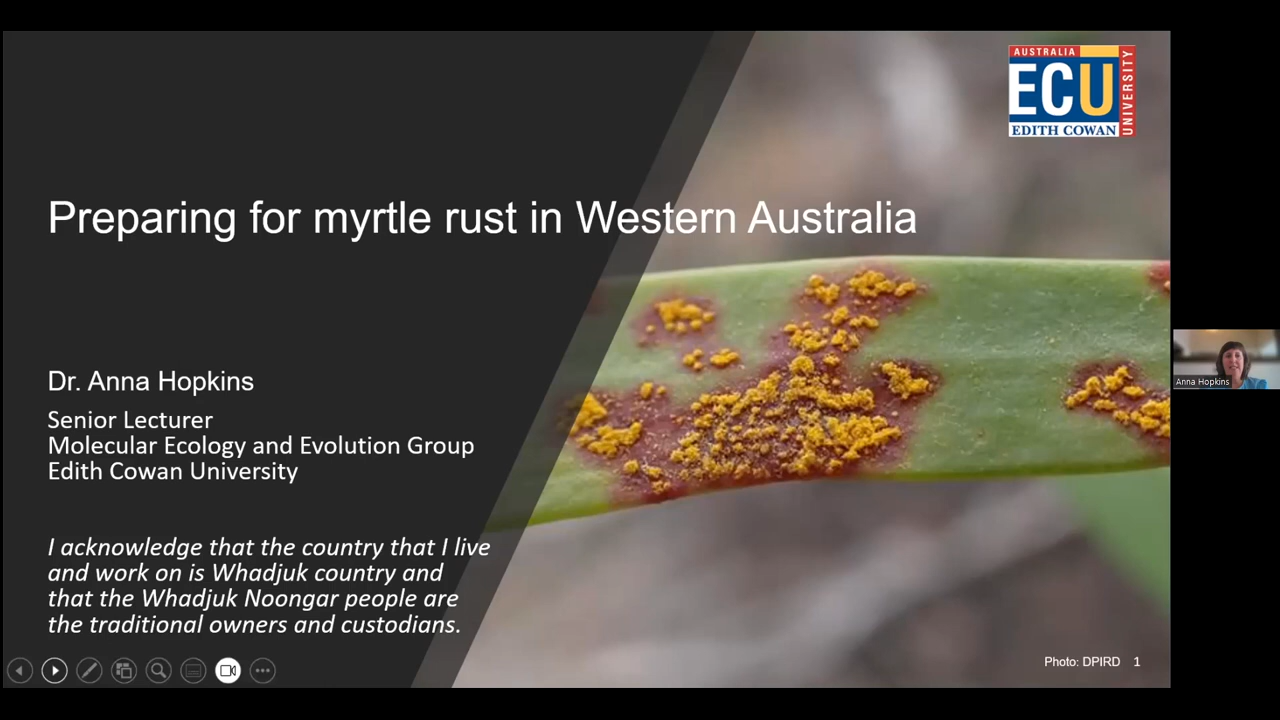 AUSTRALIA
ECU
UNIVERSITY
EDITH COWAN
Preparing for myrtle rust in Western Australia
Dr. Anna Hopkins
Senior Lecturer
Molecular Ecology and Evolution Group
Edith Cowan University
I acknowledge that the country that I live
and work on is Whadjuk country and
that the Whadjuk Noongar people are
the traditional owners and custodians.
Anna Hopkins
Photo: DPIRD 1